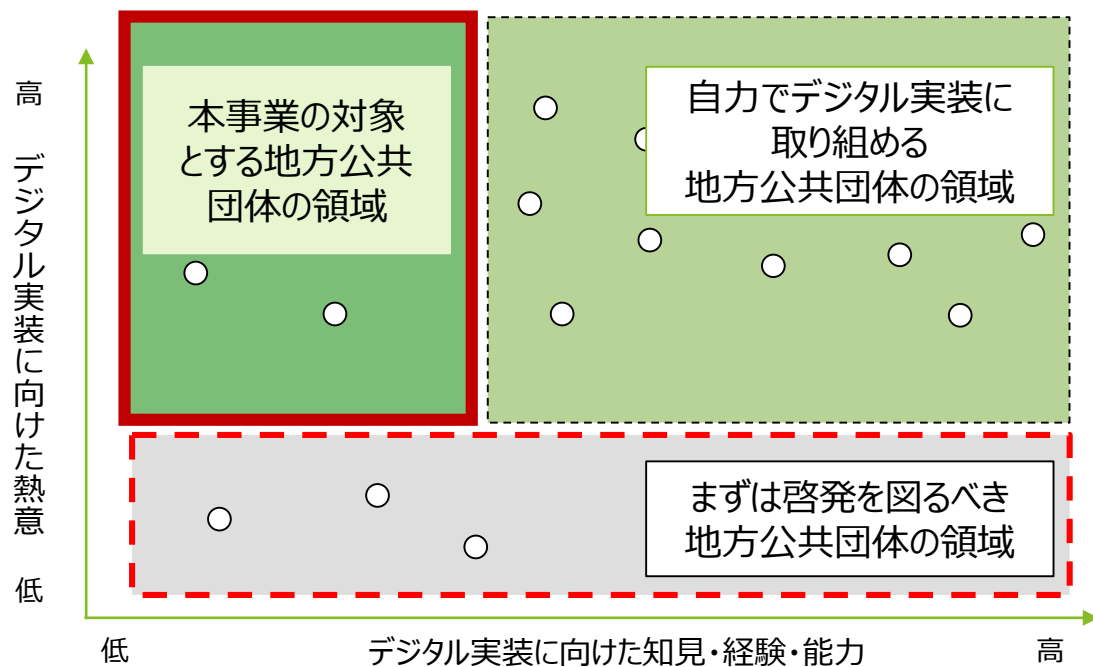 高
デジタル実装に向けた熱意
低
本事業の対象
とする地方公共
団体の領域
自力でデジタル実装に
取り組める
地方公共団体の領域
まずは啓発を図るべき
地方公共団体の領域
低
デジタル実装に向けた知見・経験・能力
高